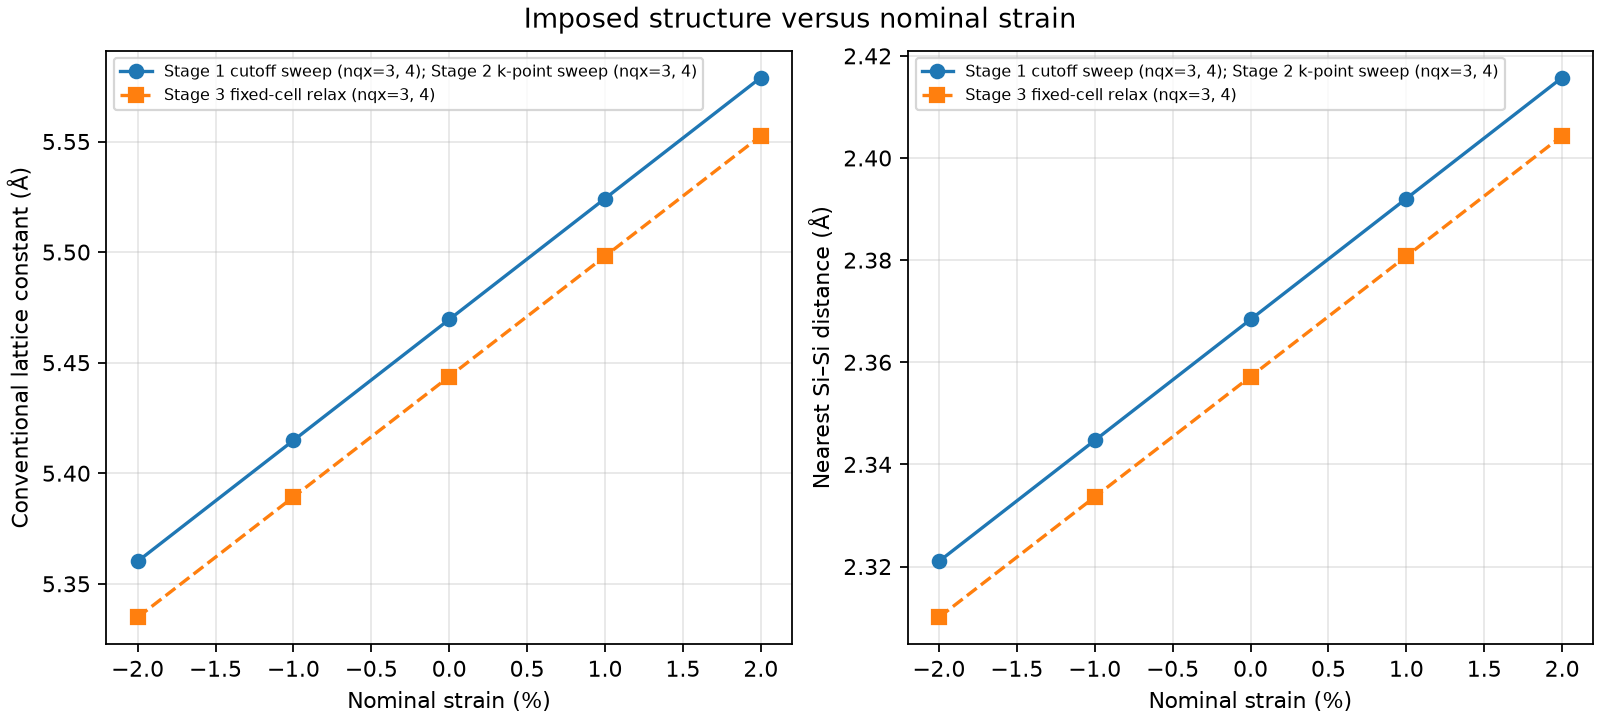 Imposed structure versus nominal strain
Stage 1 cutoff sweep (nqx=3, 4); Stage 2 k-point sweep (nqx=3, 4)
Stage 3 fixed-cell relax (nqx=3, 4)
Conventional lattice constant (Å)
5.55
5.50
5.45
5.40
5.35
−2.0 −1.5 −1.0 −0.5 0.0 0.5 1.0 1.5 2.0
Nominal strain (%)
Stage 1 cutoff sweep (nqx=3, 4); Stage 2 k-point sweep (nqx=3, 4)
Stage 3 fixed-cell relax (nqx=3, 4)
Nearest Si–Si distance (Å)
2.42
2.40
2.38
2.36
2.34
2.32
−2.0 −1.5 −1.0 −0.5 0.0 0.5 1.0 1.5 2.0
Nominal strain (%)